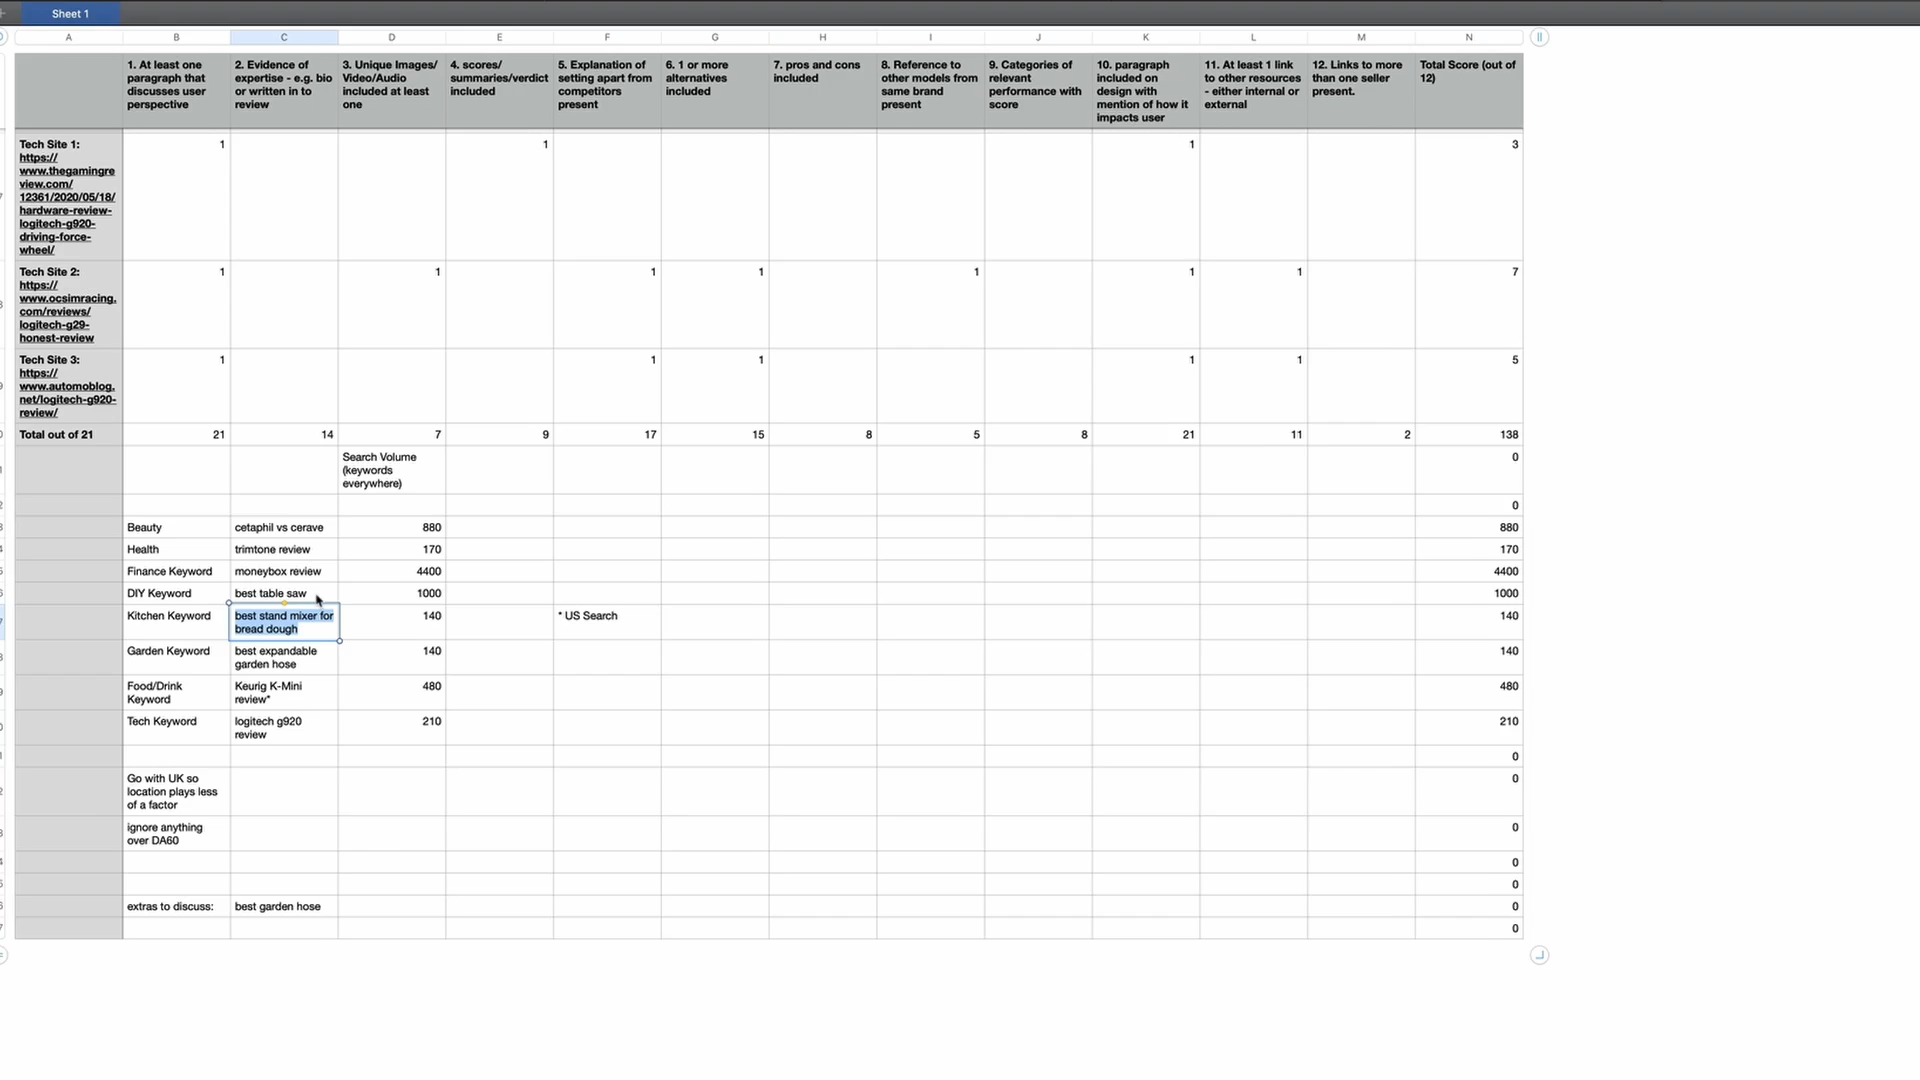 Sheet 1
A B C D E F G H I J K L M N
1. At least one paragraph that discusses user perspective
2. Evidence of expertise - e.g. bio or written in to review
3. Unique Images/ Video/Audio included at least one
4. scores/ summaries/verdict included
5. Explanation of setting apart from competitors present
6. 1 or more alternatives included
7. pros and cons included
8. Reference to other models from same brand present
9. Categories of relevant performance with score
10. paragraph included on design with mention of how it impacts user
11. At least 1 link to other resources - either internal or external
12. Links to more than one seller present.
Total Score (out of 12)
Tech Site 1: https://www.thegamingreview.com/12361/2020/05/18/hardware-review-logitech-g920-driving-force-wheel/ 1 1 1 3
Tech Site 2: https://www.ocsimracing.com/reviews/logitech-g29-honest-review 1 1 1 1 1 1 1 7
Tech Site 3: https://www.automoblog.net/logitech-g920-review/ 1 1 1 1 1 5
Total out of 21 21 14 7 9 17 15 8 5 8 21 11 2 138
Search Volume (keywords everywhere) 0
0
Beauty cetaphil vs cerave 880 880
Health trimtone review 170 170
Finance Keyword moneybox review 4400 4400
DIY Keyword best table saw 1000 1000
Kitchen Keyword best stand mixer for bread dough 140 * US Search 140
Garden Keyword best expandable garden hose 140 140
Food/Drink Keyword Keurig K-Mini review* 480 480
Tech Keyword logitech g920 review 210 210
0
Go with UK so location plays less of a factor 0
ignore anything over DA60 0
0
0
extras to discuss: best garden hose 0
0